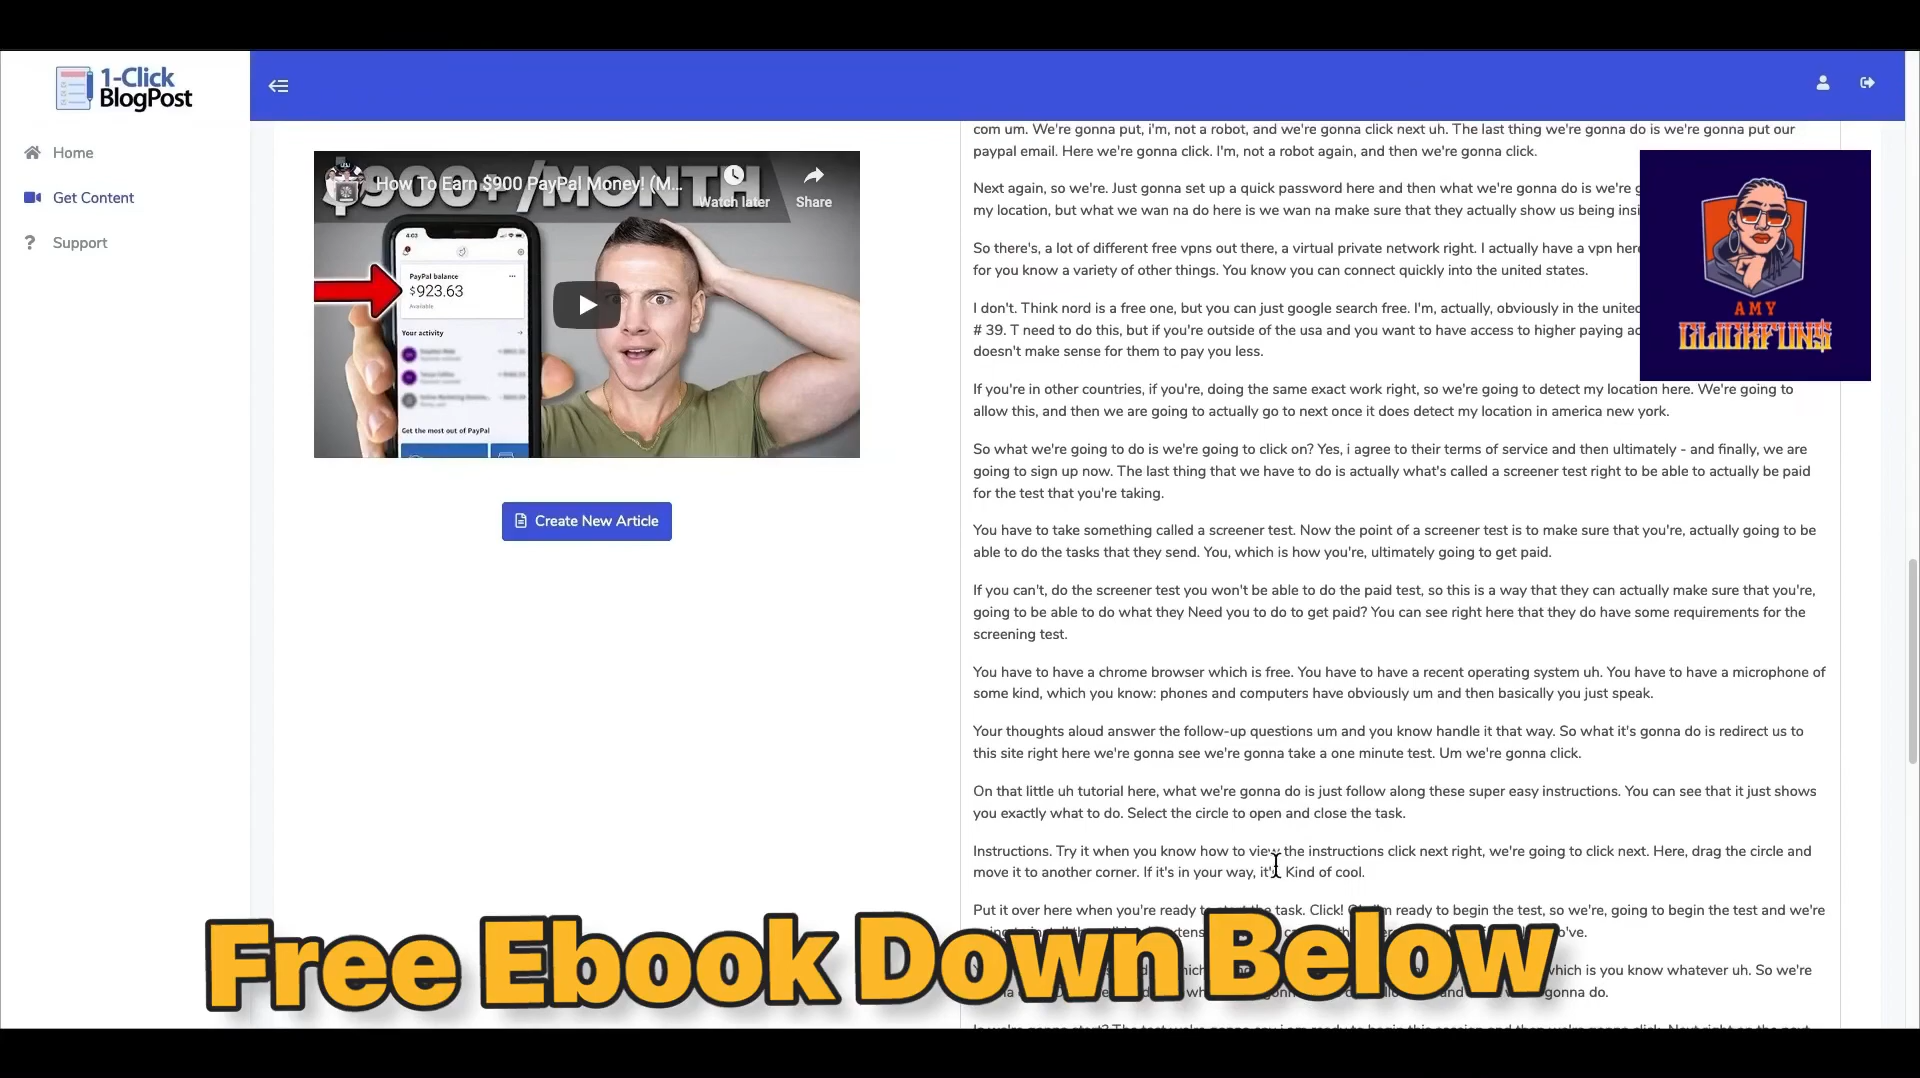 1-Click
BlogPost
Home
Get Content
Support
$900+/MONTH
How To Earn $900 PayPal Money! (M...
Watch later
Share
4:03
PayPal balance
$923.63
Available
Your activity
Get the most out of PayPal
Create New Article
com um. We're gonna put, i'm, not a robot, and we're gonna click next uh. The last thing we're gonna do is we're gonna put our
paypal email. Here we're gonna click. I'm, not a robot again, and then we're gonna click.
Next again, so we're. Just gonna set up a quick password here and then what we're gonna do is we're g
my location, but what we wan na do here is we wan na make sure that they actually show us being insi
So there's, a lot of different free vpns out there, a virtual private network right. I actually have a vpn here
for you know a variety of other things. You know you can connect quickly into the united states.
I don't. Think nord is a free one, but you can just google search free. I'm, actually, obviously in the united
# 39. T need to do this, but if you're outside of the usa and you want to have access to higher paying ac
doesn't make sense for them to pay you less.
If you're in other countries, if you're, doing the same exact work right, so we're going to detect my location here. We're going to
allow this, and then we are going to actually go to next once it does detect my location in america new york.
So what we're going to do is we're going to click on? Yes, i agree to their terms of service and then ultimately - and finally, we are
going to sign up now. The last thing that we have to do is actually what's called a screener test right to be able to actually be paid
for the test that you're taking.
You have to take something called a screener test. Now the point of a screener test is to make sure that you're, actually going to be
able to do the tasks that they send. You, which is how you're, ultimately going to get paid.
If you can't, do the screener test you won't be able to do the paid test, so this is a way that they can actually make sure that you're,
going to be able to do what they Need you to do to get paid? You can see right here that they do have some requirements for the
screening test.
You have to have a chrome browser which is free. You have to have a recent operating system uh. You have to have a microphone of
some kind, which you know: phones and computers have obviously um and then basically you just speak.
Your thoughts aloud answer the follow-up questions um and you know handle it that way. So what it's gonna do is redirect us to
this site right here we're gonna see we're gonna take a one minute test. Um we're gonna click.
On that little uh tutorial here, what we're gonna do is just follow along these super easy instructions. You can see that it just shows
you exactly what to do. Select the circle to open and close the task.
Instructions. Try it when you know how to view the instructions click next right, we're going to click next. Here, drag the circle and
move it to another corner. If it's in your way, it's. Kind of cool.
Put it over here when you're ready to start the task. Click! ready to begin the test, so we're, going to begin the test and we're
which is you know whatever uh. So we're
gonna do.
AMY
CLICKFUN$
Free Ebook Down Below